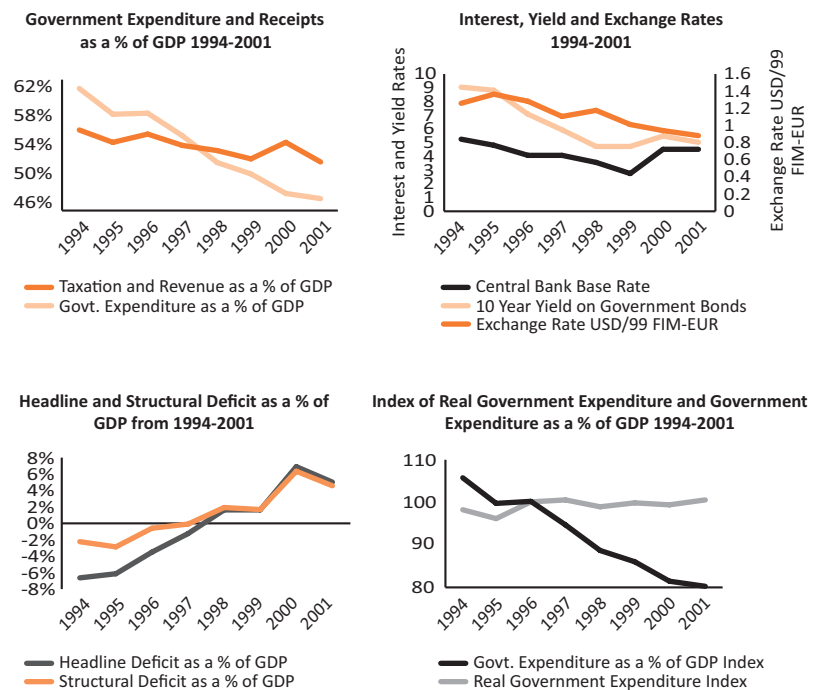 Government Expenditure and Receipts
as a % of GDP 1994-2001
62%
58%
54%
50%
46%
1994 1995 1996 1997 1998 1999 2000 2001
Taxation and Revenue as a % of GDP
Govt. Expenditure as a % of GDP
Interest, Yield and Exchange Rates
1994-2001
Interest and Yield Rates
10
9
8
7
6
5
4
3
2
1
0
1.6
1.4
1.2
1
0.8
0.6
0.4
0.2
0
Exchange Rate USD/99
FIM-EUR
1994 1995 1996 1997 1998 1999 2000 2001
Central Bank Base Rate
10 Year Yield on Government Bonds
Exchange Rate USD/99 FIM-EUR
Headline and Structural Deficit as a % of
GDP from 1994-2001
8%
6%
4%
2%
0%
-2%
-4%
-6%
-8%
1994 1995 1996 1997 1998 1999 2000 2001
Headline Deficit as a % of GDP
Structural Deficit as a % of GDP
Index of Real Government Expenditure and Government
Expenditure as a % of GDP 1994-2001
110
100
90
80
1994 1995 1996 1997 1998 1999 2000 2001
Govt. Expenditure as a % of GDP Index
Real Government Expenditure Index